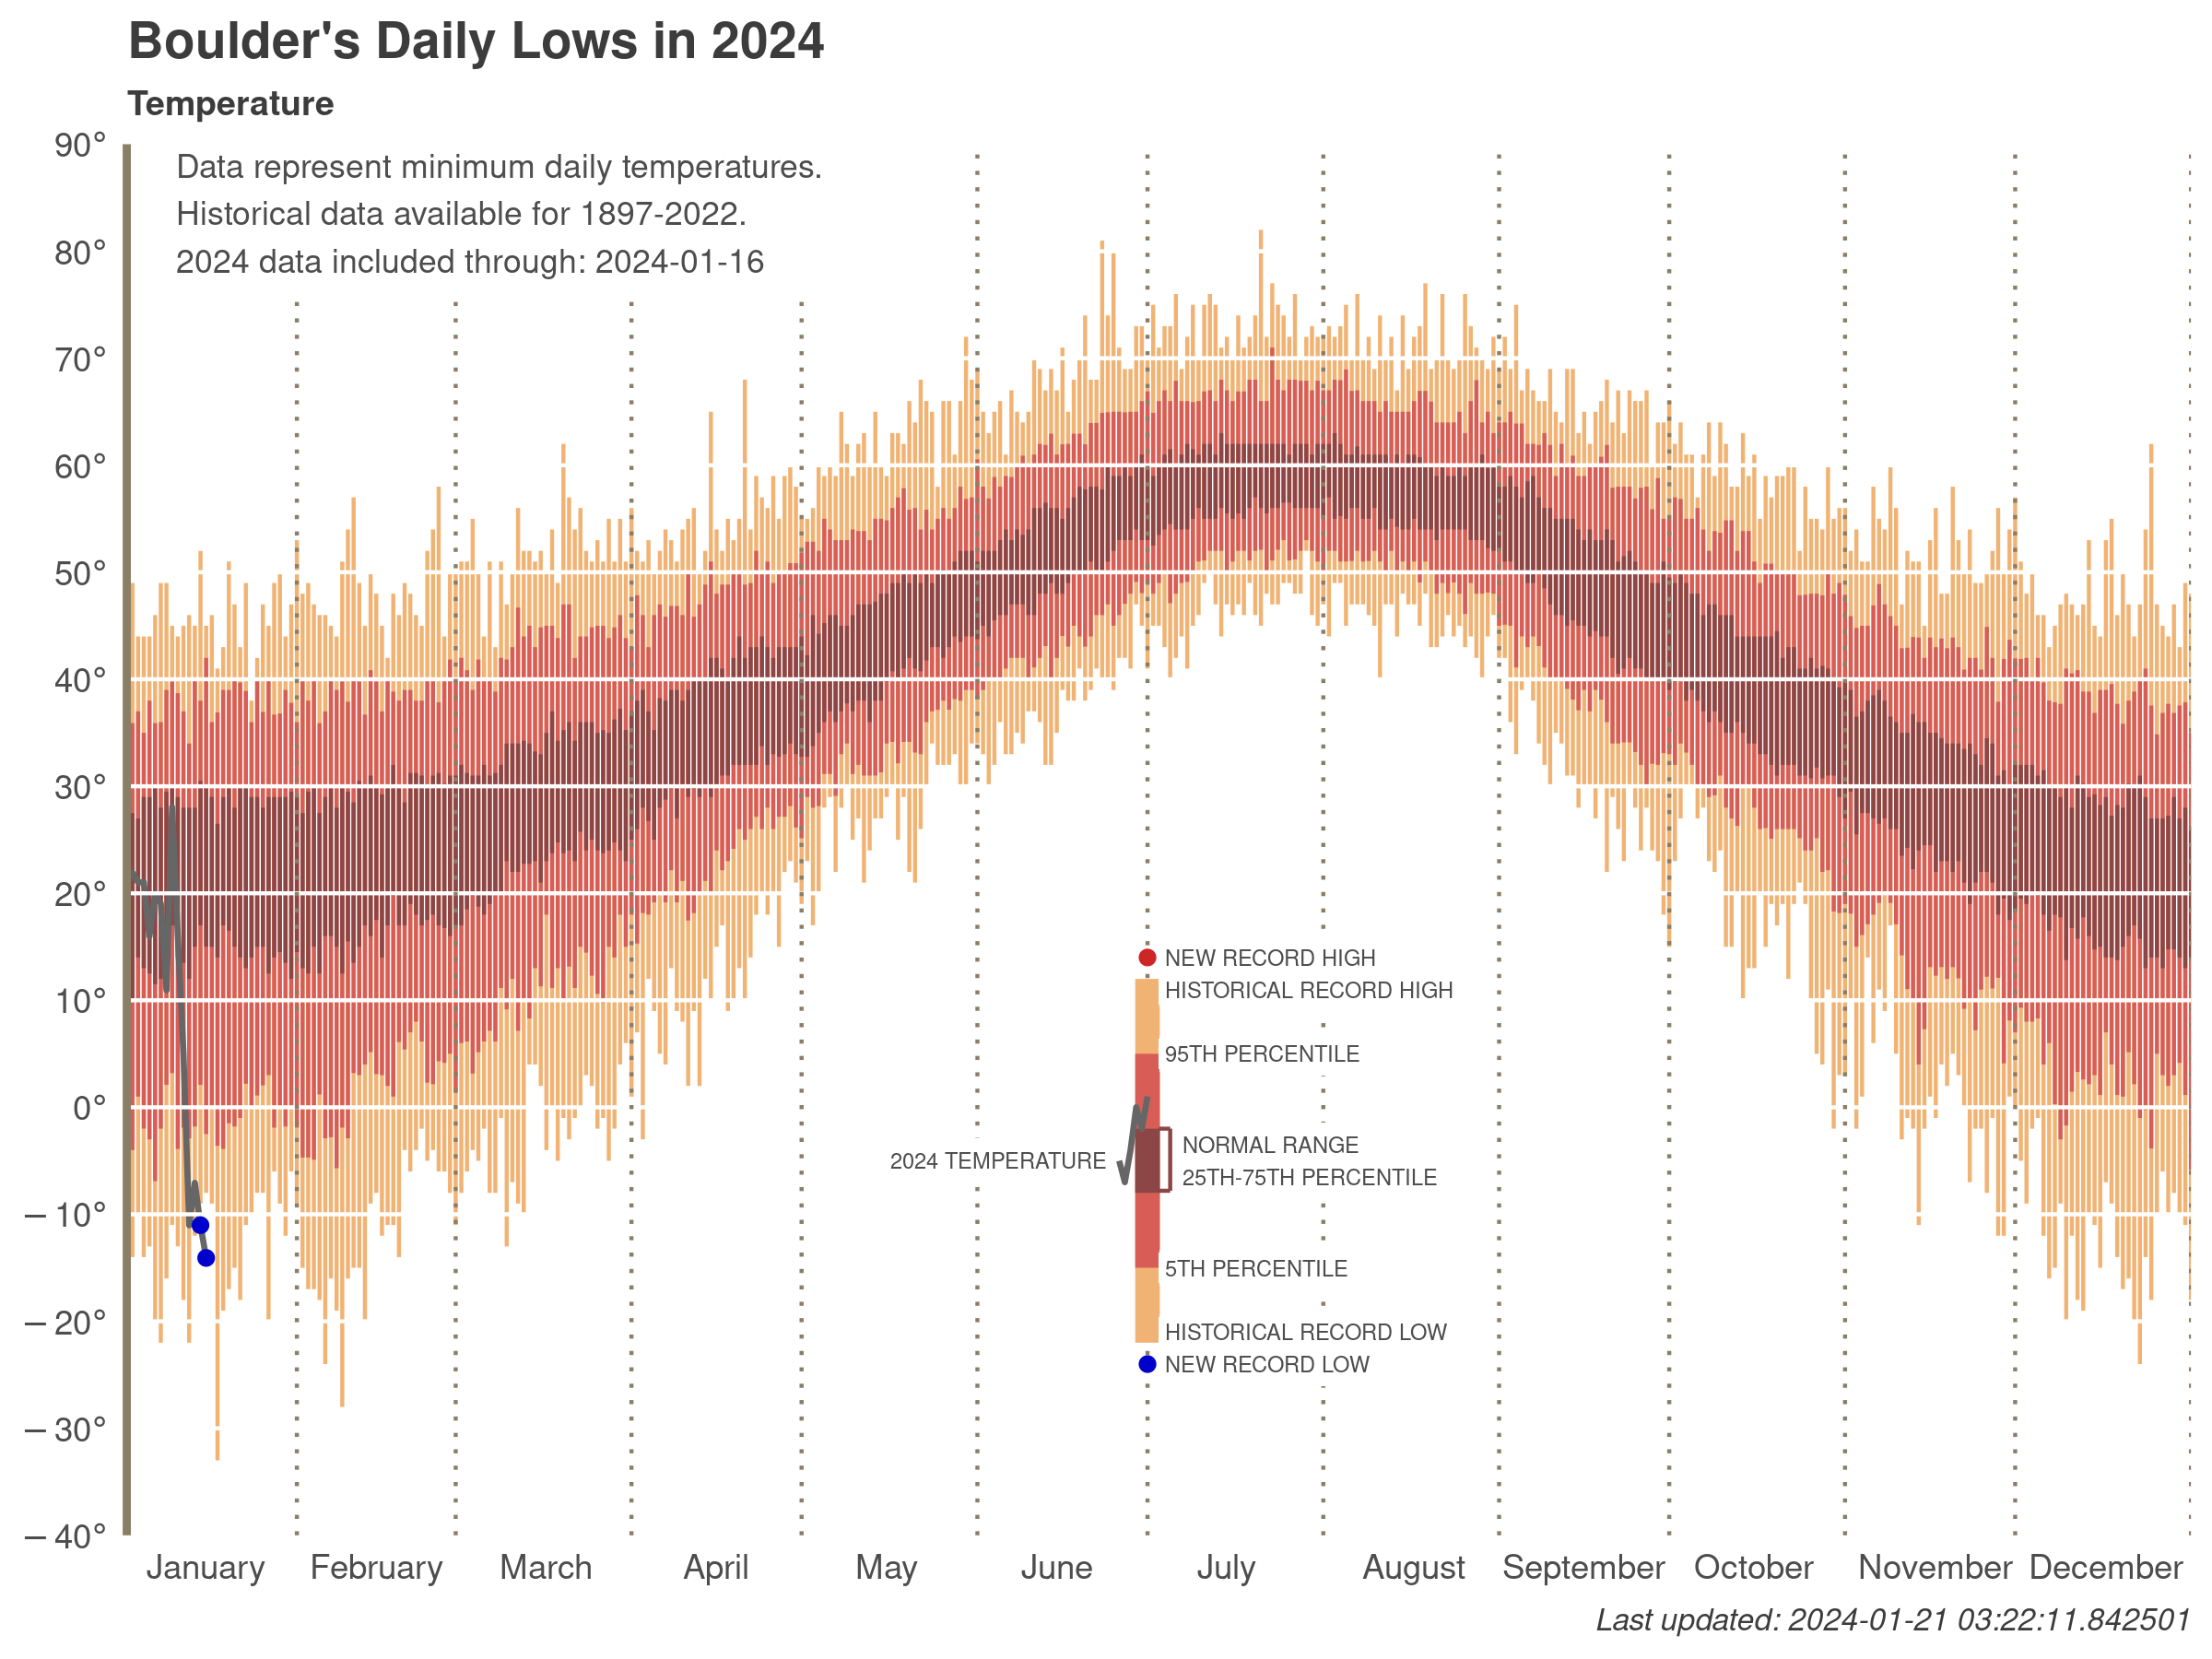 Boulder's Daily Lows in 2024
Temperature
90°
Data represent minimum daily temperatures.
Historical data available for 1897-2022.
2024 data included through: 2024-01-16
80°
70°
60°
50°
40°
30°
20°
10°
0°
− 10°
− 20°
− 30°
− 40°
NEW RECORD HIGH
HISTORICAL RECORD HIGH
95TH PERCENTILE
2024 TEMPERATURE
NORMAL RANGE
25TH-75TH PERCENTILE
5TH PERCENTILE
HISTORICAL RECORD LOW
NEW RECORD LOW
January February March April May June July August September October November December
Last updated: 2024-01-21 03:22:11.842501